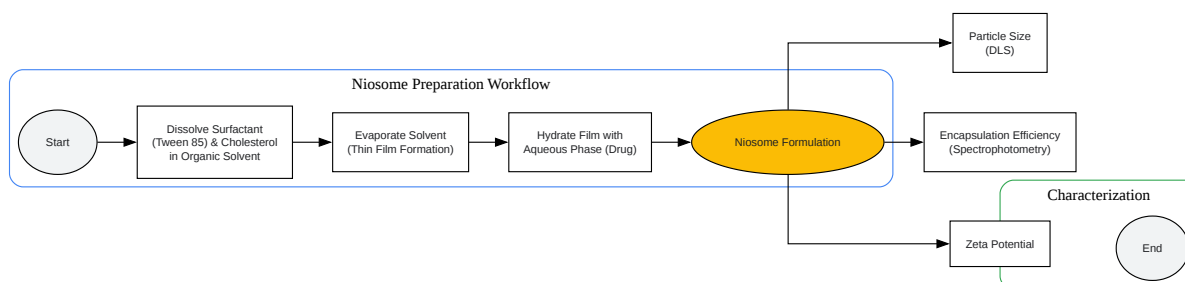 Particle Size
(DLS)
Niosome Preparation Workflow
Start
Dissolve Surfactant
(Tween 85) & Cholesterol
in Organic Solvent
Evaporate Solvent
(Thin Film Formation)
Hydrate Film with
Aqueous Phase (Drug)
Niosome Formulation
Encapsulation Efficiency
(Spectrophotometry)
Characterization
Zeta Potential
End